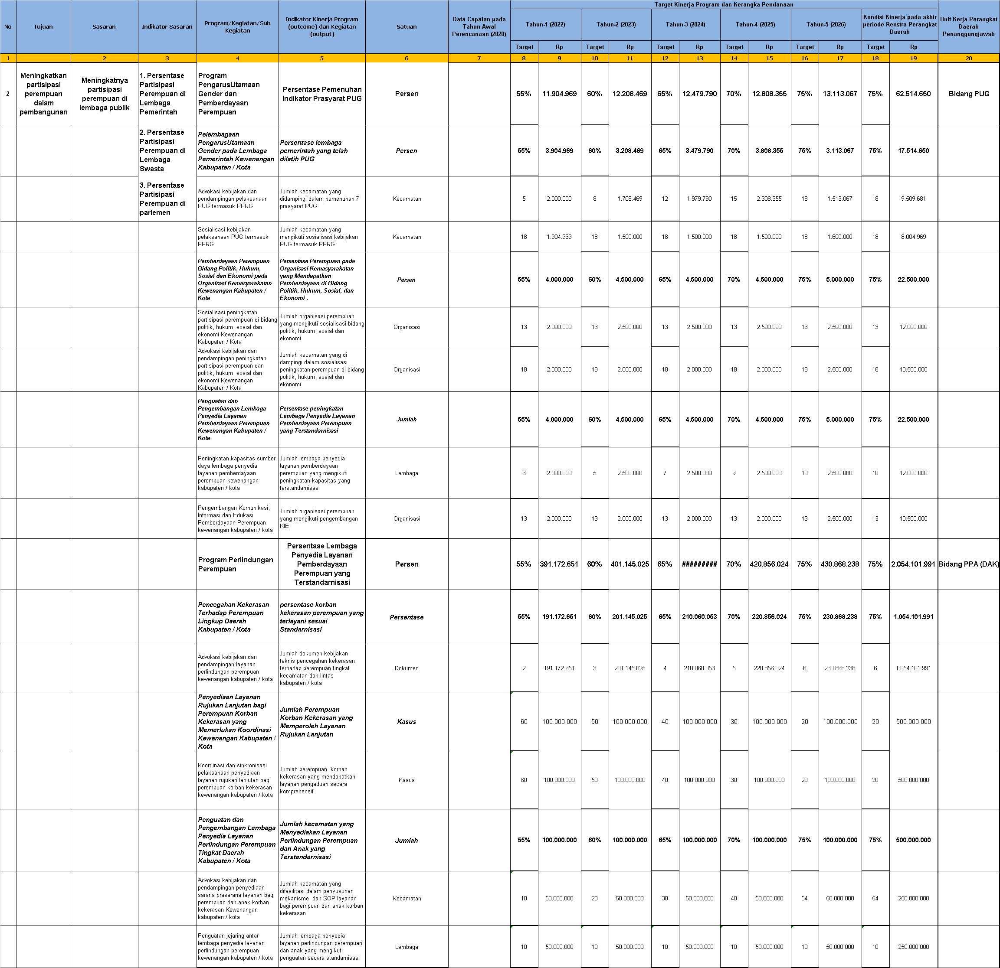 No
Tujuan
Sasaran
Indikator Sasaran
Program/Kegiatan/Sub
Kegiatan
Indikator Kinerja Program
(outcome) dan Kegiatan
(output)
Satuan
Data Capaian pada
Tahun Awal
Perencanaan (2020)
Target Kinerja Program dan Kerangka Pendanaan
Tahun-1 (2022)
Tahun-2 (2023)
Tahun-3 (2024)
Tahun-4 (2025)
Tahun-5 (2026)
Kondisi Kinerja pada akhir
periode Renstra Perangkat
Daerah
Unit Kerja Perangkat
Daerah
Penanggungjawab
Target Rp Target Rp Target Rp Target Rp Target Rp Target Rp
1 2 3 4 5 6 7 8 9 10 11 12 13 14 15 16 17 18 19 20
2
Meningkatkan
partisipasi
perempuan
dalam
pembangunan
Meningkatnya
partisipasi
perempuan di
lembaga publik
1. Persentase
Partisipasi
Perempuan di
Lembaga
Pemerintah
Program
PengarusUtamaan
Gender dan
Pemberdayaan
Perempuan
Persentase Pemenuhan
Indikator Prasyarat PUG
Persen
55% 11.904.969 60% 12.208.469 65% 12.479.790 70% 12.808.355 75% 13.113.067 75% 62.514.650 Bidang PUG
2. Persentase
Partisipasi
Perempuan di
Lembaga
Swasta
Pelembagaan
PengarusUtamaan
Gender pada Lembaga
Pemerintah Kewenangan
Kabupaten / Kota
Persentase lembaga
pemerintah yang telah
dilatih PUG
Persen
55% 3.904.969 60% 3.208.469 65% 3.479.790 70% 3.808.355 75% 3.113.067 75% 17.514.650
3. Persentase
Partisipasi
Perempuan di
parlemen
Advokasi kebijakan dan
pendampingan pelaksanaan
PUG termasuk PPRG
Jumlah kecamatan yang
didampingi dalam pemenuhan 7
prasyarat PUG
Kecamatan
5 2.000.000 8 1.708.469 12 1.979.790 15 2.308.355 18 1.513.067 18 9.509.681
Sosialisasi kebijakan
pelaksanaan PUG termasuk
PPRG
Jumlah kecamatan yang
mengikuti sosialisasi kebijakan
PUG termasuk PPRG
Kecamatan
18 1.904.969 18 1.500.000 18 1.500.000 18 1.500.000 18 1.600.000 18 8.004.969
Pemberdayaan Perempuan
Bidang Politik, Hukum,
Sosial dan Ekonomi pada
Organisasi Kemasyarakatan
Kewenangan Kabupaten /
Kota
Persentase Perempuan pada
Organisasi Kemasyarakatan
yang Mendapatkan
Pemberdayaan di Bidang
Politik, Hukum, Sosial, dan
Ekonomi .
Persen
55% 4.000.000 60% 4.500.000 65% 4.500.000 70% 4.500.000 75% 5.000.000 75% 22.500.000
Sosialisasi peningkatan
partisipasi perempuan di bidang
politik, hukum, sosial dan
ekonomi Kewenangan
Kabupaten / Kota
Jumlah organisasi perempuan
yang mengikuti sosialisasi bidang
politik, hukum, sosial dan
ekonomi
Organisasi
13 2.000.000 13 2.500.000 13 2.500.000 13 2.500.000 13 2.500.000 13 12.000.000
Advokasi kebijakan dan
pendampingan peningkatan
partisipasi perempuan dan
politik, hukum, sosial dan
ekonomi Kewenangan
Kabupaten / Kota
Jumlah kecamatan yang di
dampingi dalam sosialisasi
peningkatan perempuan di bidang
politik, hukum, sosial dan
ekonomi
Organisasi
18 2.000.000 18 2.000.000 18 2.000.000 18 2.000.000 18 2.500.000 18 10.500.000
Penguatan dan
Pengembangan Lembaga
Penyedia Layanan
Pemberdayaan Perempuan
Kewenangan Kabupaten /
Kota
Persentase peningkatan
Lembaga Penyedia Layanan
Pemberdayaan Perempuan
yang Terstandarnisasi
Jumlah
55% 4.000.000 60% 4.500.000 65% 4.500.000 70% 4.500.000 75% 5.000.000 75% 22.500.000
Peningkatan kapasitas sumber
daya lembaga penyedia
layanan pemberdayaan
perempuan kewenangan
kabupaten / kota
Jumlah lembaga penyedia
layanan pemberdayaan
perempuan yang mengikuti
peningkatan kapasitas yang
terstandarnisasi
Lembaga
3 2.000.000 5 2.500.000 7 2.500.000 9 2.500.000 10 2.500.000 10 12.000.000
Pengembangan Komunikasi,
Informasi dan Edukasi
Pemberdayaan Perempuan
kewenangan kabupaten / kota
Jumlah organisasi perempuan
yang mengikuti pengembangan
KIE
Organisasi
13 2.000.000 13 2.000.000 13 2.000.000 13 2.000.000 13 2.500.000 13 10.500.000
Program Perlindungan
Perempuan
Persentase Lembaga
Penyedia Layanan
Pemberdayaan
Perempuan yang
Terstandarnisasi
Persen
55% 391.172.651 60% 401.145.025 65% ######### 70% 420.856.024 75% 430.868.238 75% 2.054.101.991 Bidang PPA (DAK)
Pencegahan Kekerasan
Terhadap Perempuan
Lingkup Daerah
Kabupaten / Kota
persentase korban
kekerasan perempuan yang
terlayani sesuai
Standarnisasi
Persentase
55% 191.172.651 60% 201.145.025 65% 210.060.053 70% 220.856.024 75% 230.868.238 75% 1.054.101.991
Advokasi kebijakan dan
pendampingan layanan
perlindungan perempuan
kewenangan kabupaten / kota
Jumlah dokumen kebijakan
teknis pencegahan kekerasan
terhadap perempuan tingkat
kecamatan dan lintas
kabupaten / kota
Dokumen
2 191.172.651 3 201.145.025 4 210.060.053 5 220.856.024 6 230.868.238 6 1.054.101.991
Penyediaan Layanan
Rujukan Lanjutan bagi
Perempuan Korban
Kekerasan yang
Memerlukan Koordinasi
Kewenangan Kabupaten /
Kota
Jumlah Perempuan
Korban Kekerasan yang
Memperoleh Layanan
Rujukan Lanjutan
Kasus
60 100.000.000 50 100.000.000 40 100.000.000 30 100.000.000 20 100.000.000 20 500.000.000
Koordinasi dan sinkronisasi
pelaksanaan penyediaan
layanan rujukan lanjutan bagi
perempuan korban kekerasan
kewenangan kabupaten / kota
Jumlah perempuan  korban
kekerasan yang mendapatkan
layanan pengaduan secara
komprehensif
Kasus
60 100.000.000 50 100.000.000 40 100.000.000 30 100.000.000 20 100.000.000 20 500.000.000
Penguatan dan
Pengembangan Lembaga
Penyedia Layanan
Perlindungan Perempuan
Tingkat Daerah
Kabupaten / Kota
Jumlah kecamatan yang
Menyediakan Layanan
Perlindungan Perempuan
dan Anak yang
Terstandarnisasi
Jumlah
55% 100.000.000 60% 100.000.000 65% 100.000.000 70% 100.000.000 75% 100.000.000 75% 500.000.000
Advokasi kebijakan dan
pendampingan penyediaan
sarana prasarana layanan bagi
perempuan dan anak korban
kekerasan Kewenangan
kabupaten / kota
Jumlah kecamatan yang
difasilitasi dalam penyusunan
mekanisme  dan SOP layanan
bagi perempuan dan anak korban
kekerasan
Kecamatan
10 50.000.000 20 50.000.000 30 50.000.000 40 50.000.000 54 50.000.000 54 250.000.000
Penguatan jejaring antar
lembaga penyedia layanan
perlindungan perempuan
kewenangan kabupaten / kota
Jumlah lembaga penyedia
layanan perlindungan perempuan
dan anak yang mengikuti
penguatan secara standarnisasi
Lembaga
10 50.000.000 10 50.000.000 10 50.000.000 10 50.000.000 10 50.000.000 10 250.000.000